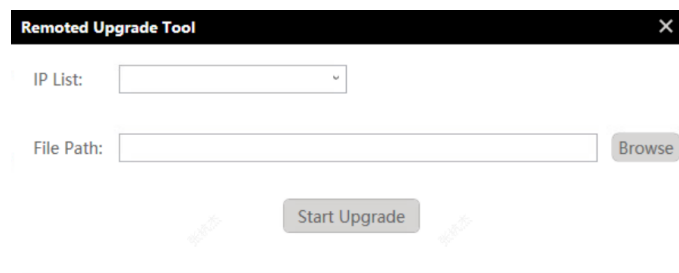 Remoted Upgrade Tool
IP List:
File Path:
Browse
Start Upgrade